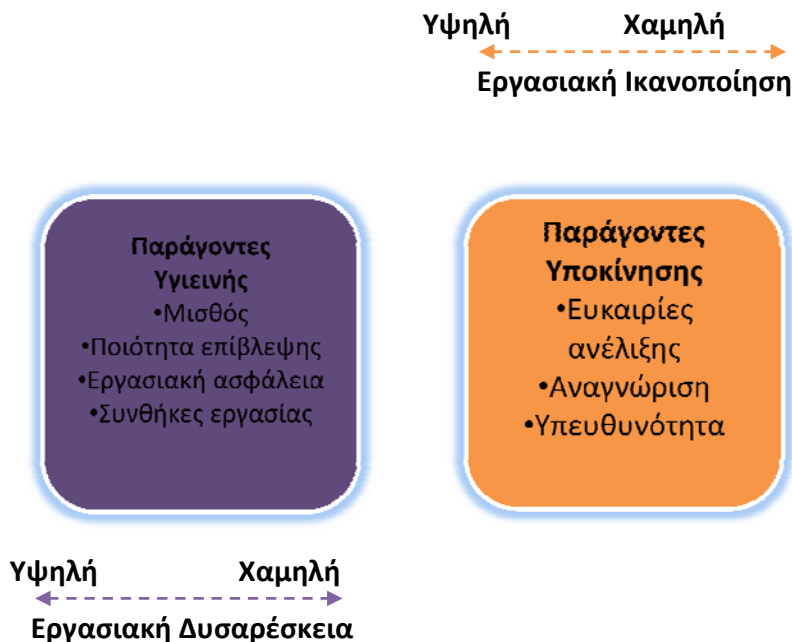 Υψηλή Χαμηλή
Εργασιακή Ικανοποίηση
Παράγοντες
Υγιεινής
•Μισθός
•Ποιότητα επίβλεψης
•Εργασιακή ασφάλεια
•Συνθήκες εργασίας
Παράγοντες
Υποκίνησης
•Ευκαιρίες
ανέλιξης
•Αναγνώριση
•Υπευθυνότητα
Υψηλή Χαμηλή
Εργασιακή Δυσαρέσκεια